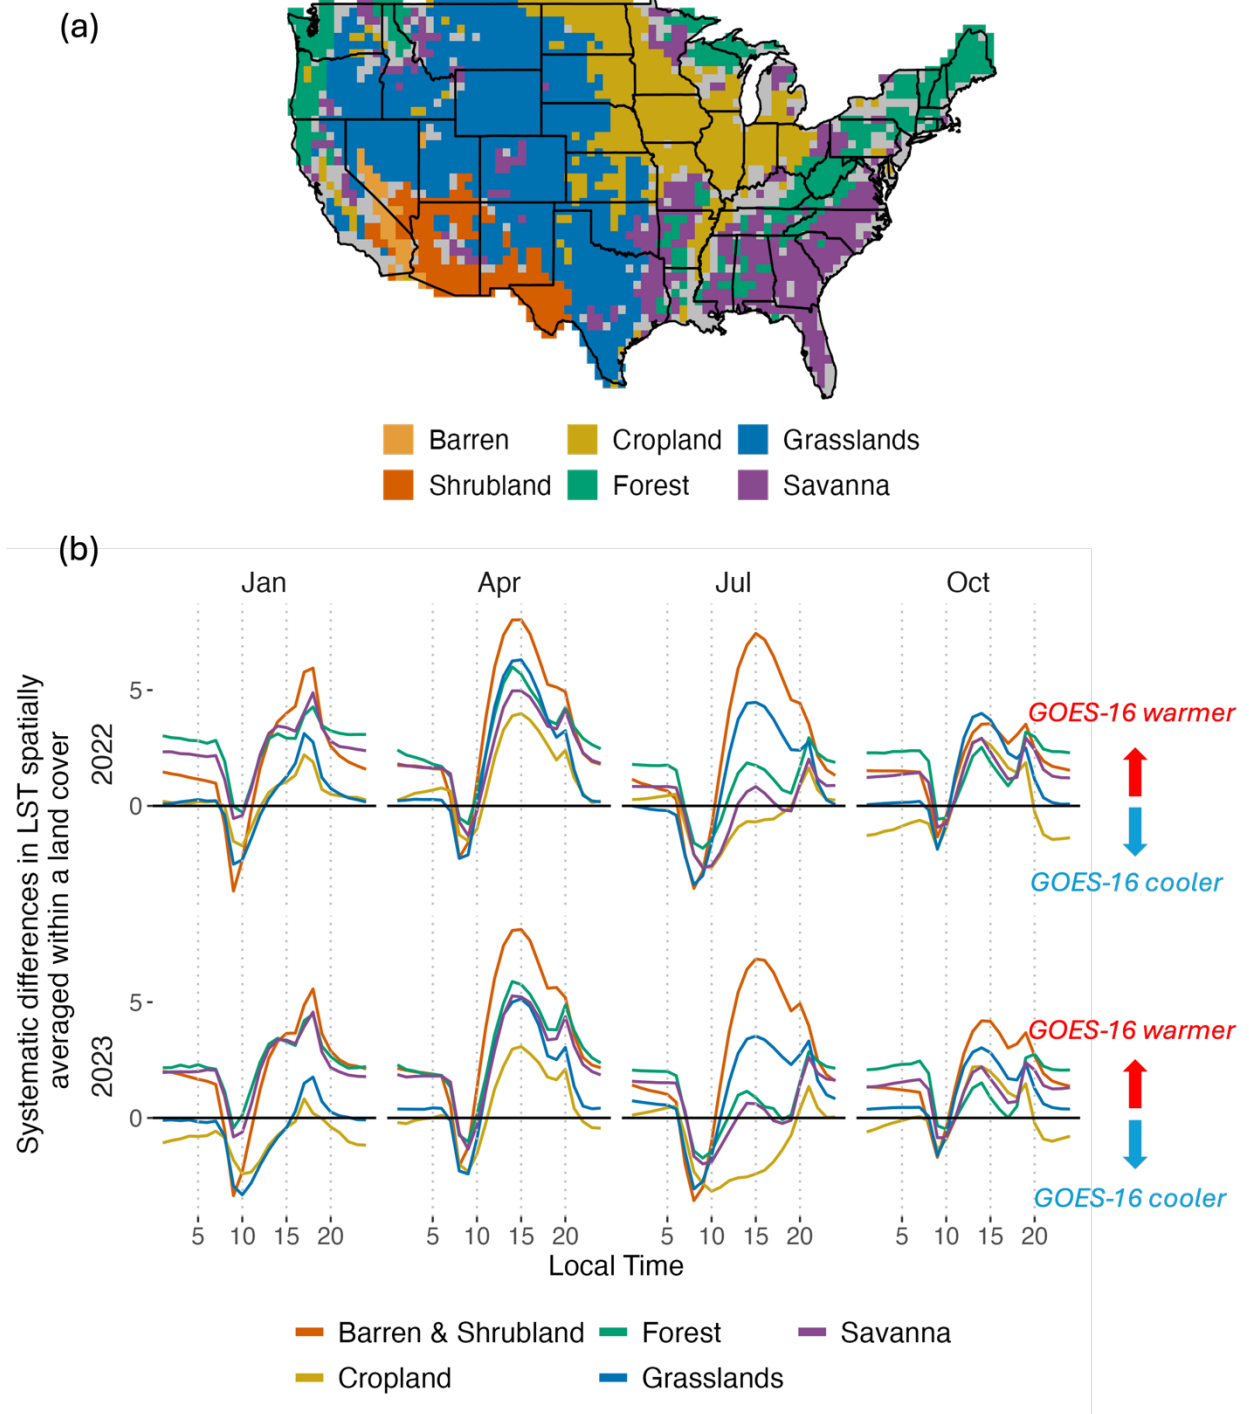 (a)
Barren
Cropland
Grasslands
Shrubland
Forest
Savanna
(b)
Jan
Apr
Jul
Oct
Systematic differences in LST spatially
averaged within a land cover
2022
5
0
GOES-16 warmer
GOES-16 cooler
2023
5
0
GOES-16 warmer
GOES-16 cooler
5 10 15 20
5 10 15 20
5 10 15 20
5 10 15 20
Local Time
Barren & Shrubland
Forest
Savanna
Cropland
Grasslands